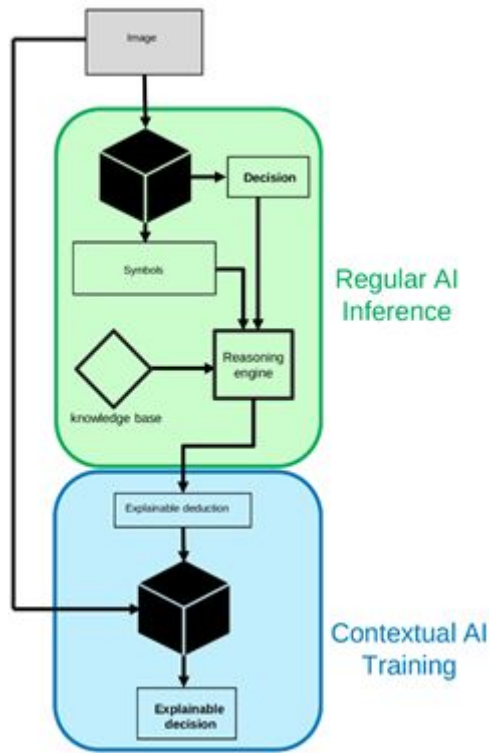 Image
Decision
Symbols
Regular AI
Inference
Reasoning
engine
knowledge base
Explainable deduction
Contextual AI
Training
Explainable
decision